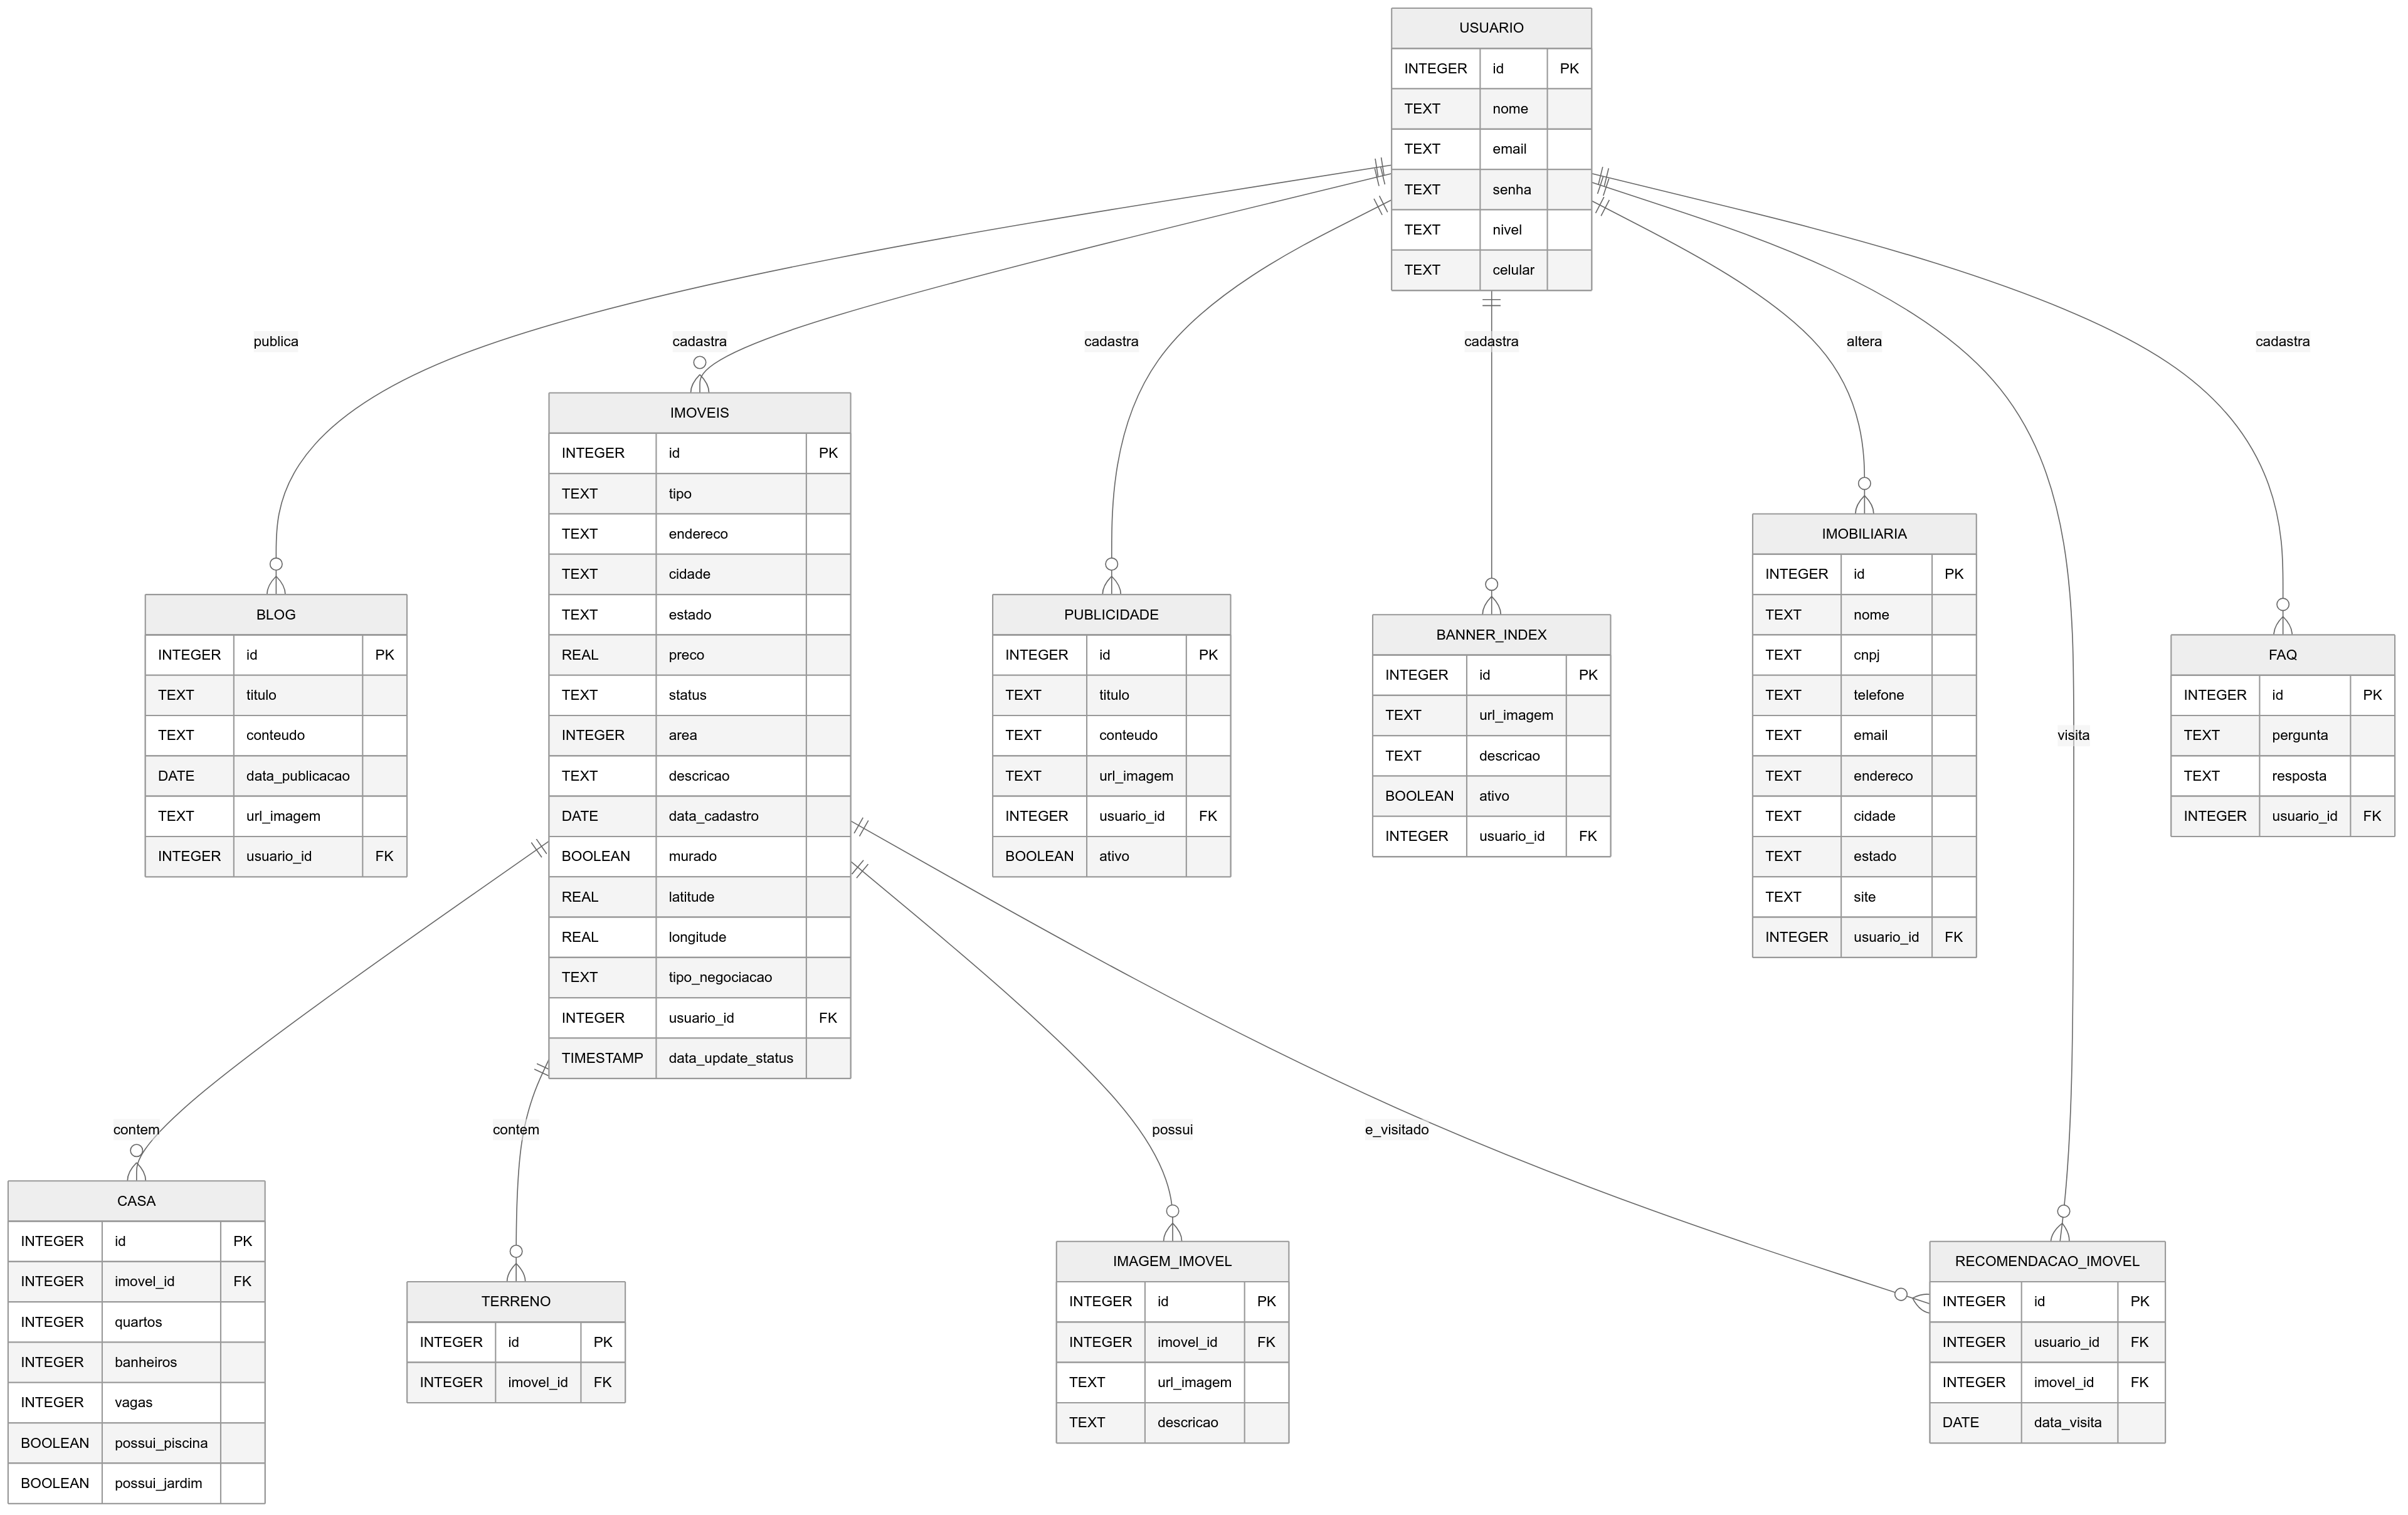 USUARIO
INTEGER id PK
TEXT nome
TEXT email
TEXT senha
TEXT nivel
TEXT celular
publica
cadastra
cadastra
cadastra
altera
cadastra
IMOVEIS
INTEGER id PK
TEXT tipo
TEXT endereco
TEXT cidade
TEXT estado
REAL preco
TEXT status
INTEGER area
TEXT descricao
DATE data_cadastro
BOOLEAN murado
REAL latitude
REAL longitude
TEXT tipo_negociacao
INTEGER usuario_id FK
TIMESTAMP data_update_status
BLOG
INTEGER id PK
TEXT titulo
TEXT conteudo
DATE data_publicacao
TEXT url_imagem
INTEGER usuario_id FK
PUBLICIDADE
INTEGER id PK
TEXT titulo
TEXT conteudo
TEXT url_imagem
INTEGER usuario_id FK
BOOLEAN ativo
BANNER_INDEX
INTEGER id PK
TEXT url_imagem
TEXT descricao
BOOLEAN ativo
INTEGER usuario_id FK
IMOBILIARIA
INTEGER id PK
TEXT nome
TEXT cnpj
TEXT telefone
TEXT email
TEXT endereco
TEXT cidade
TEXT estado
TEXT site
INTEGER usuario_id FK
visita
FAQ
INTEGER id PK
TEXT pergunta
TEXT resposta
INTEGER usuario_id FK
contem
contem
possui
e_visitado
CASA
INTEGER id PK
INTEGER imovel_id FK
INTEGER quartos
INTEGER banheiros
INTEGER vagas
BOOLEAN possui_piscina
BOOLEAN possui_jardim
TERRENO
INTEGER id PK
INTEGER imovel_id FK
IMAGEM_IMOVEL
INTEGER id PK
INTEGER imovel_id FK
TEXT url_imagem
TEXT descricao
RECOMENDACAO_IMOVEL
INTEGER id PK
INTEGER usuario_id FK
INTEGER imovel_id FK
DATE data_visita